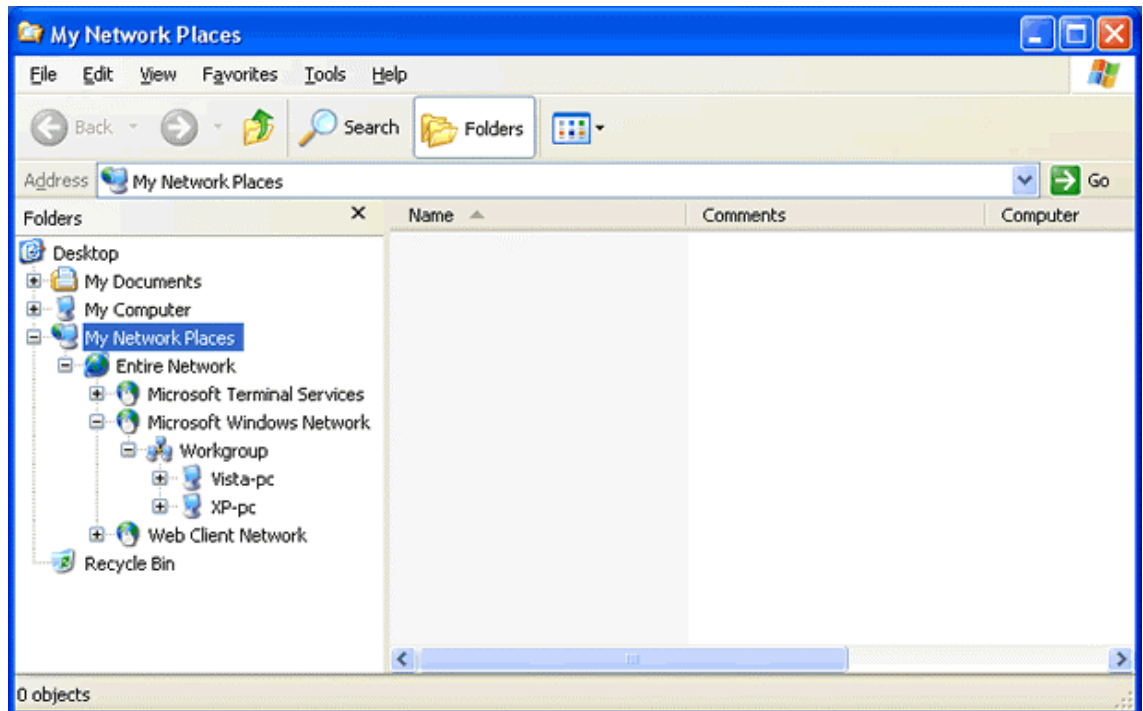 My Network Places
File Edit View Favorites Tools Help
Back Search Folders
Address My Network Places Go
Folders Name Comments Computer
Desktop
My Documents
My Computer
My Network Places
Entire Network
Microsoft Terminal Services
Microsoft Windows Network
Workgroup
Vista-pc
XP-pc
Web Client Network
Recycle Bin
0 objects